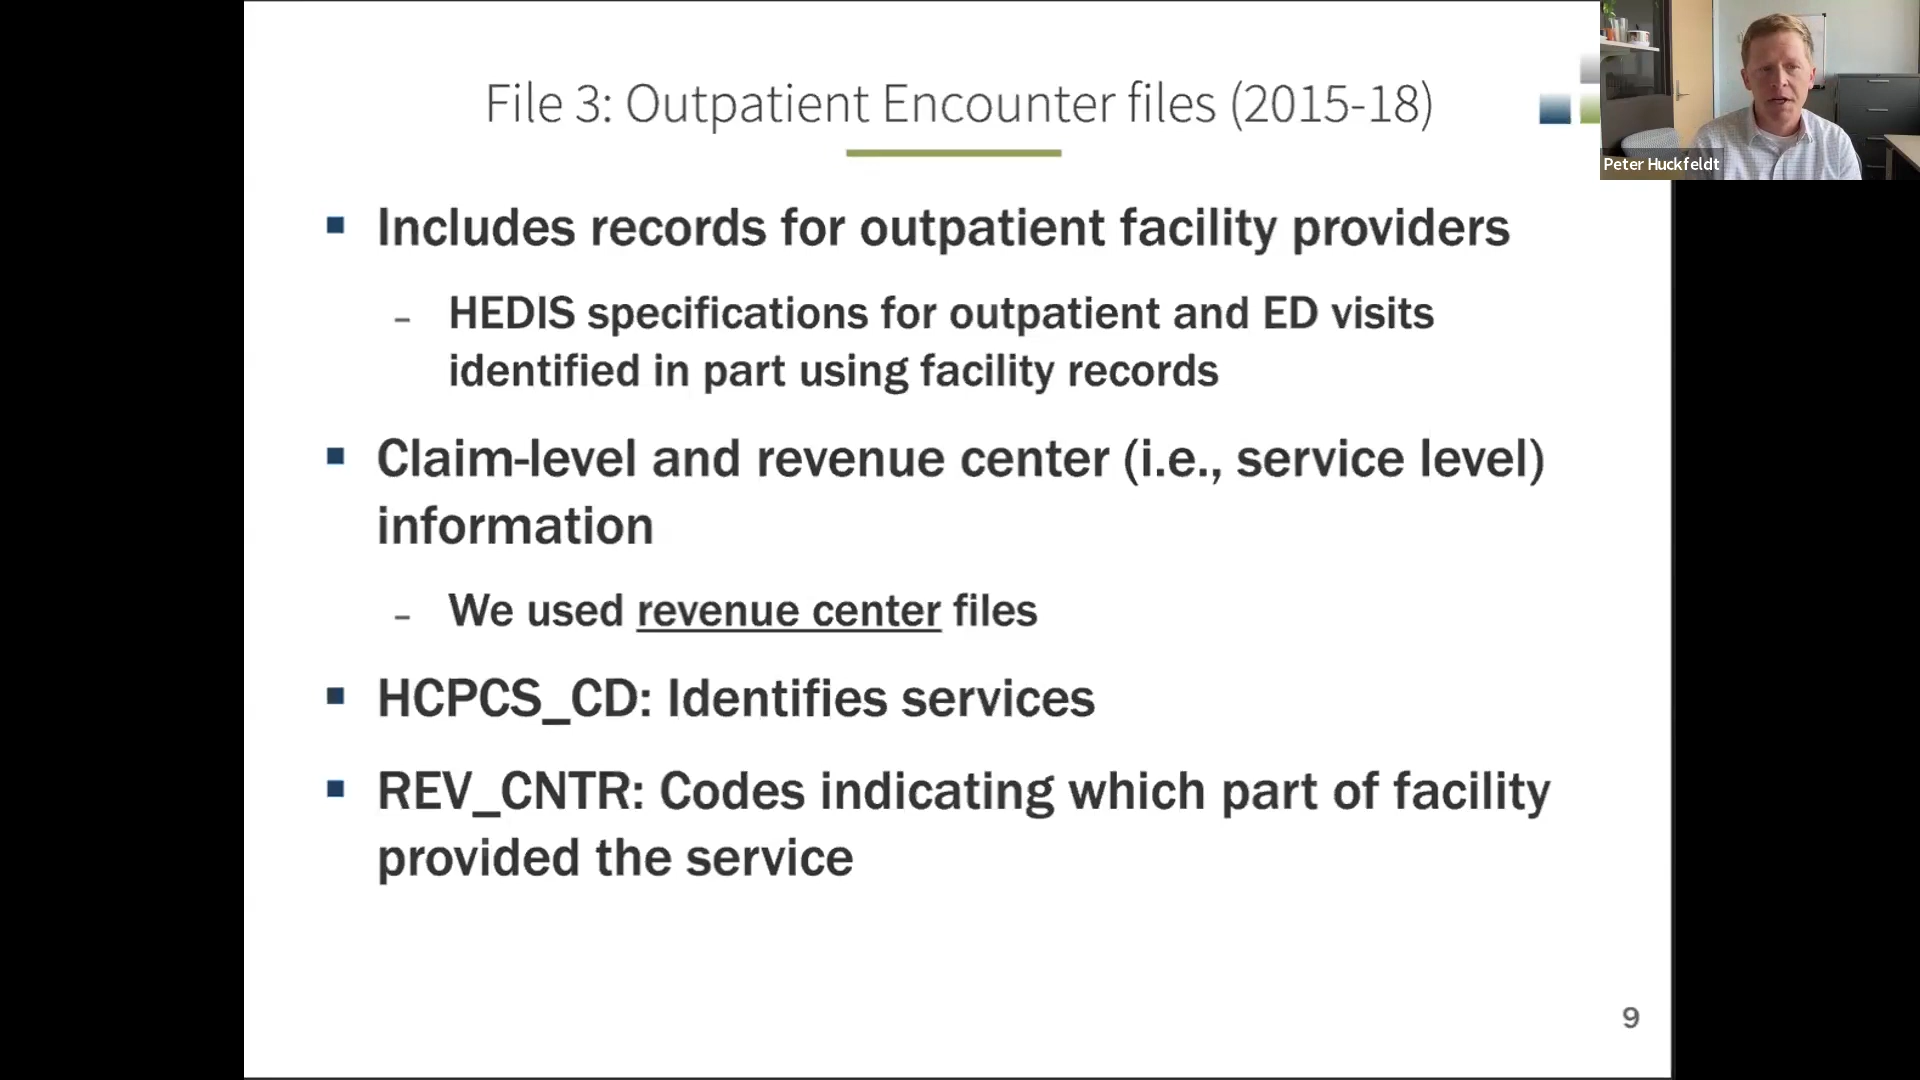 File 3: Outpatient Encounter files (2015-18)
Peter Huckfeldt
▪ Includes records for outpatient facility providers
– HEDIS specifications for outpatient and ED visits
identified in part using facility records
▪ Claim-level and revenue center (i.e., service level)
information
– We used revenue center files
▪ HCPCS_CD: Identifies services
▪ REV_CNTR: Codes indicating which part of facility
provided the service
9